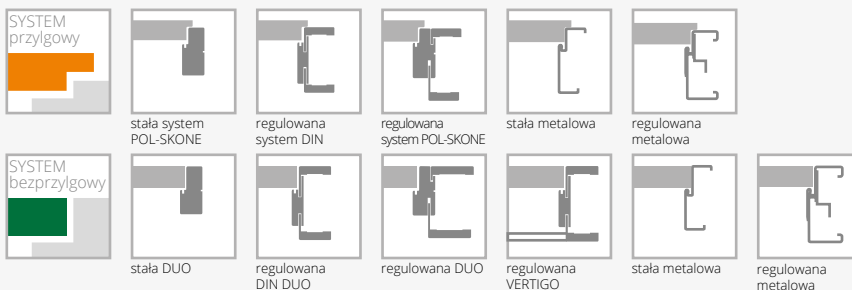 SYSTEM
przylgowy
stała system
POL-SKONE
regulowana
system DIN
regulowana
system POL-SKONE
stała metalowa
regulowana
metalowa
SYSTEM
bezprzylgowy
stała DUO
regulowana
DIN DUO
regulowana DUO
regulowana
VERTIGO
stała metalowa
regulowana
metalowa